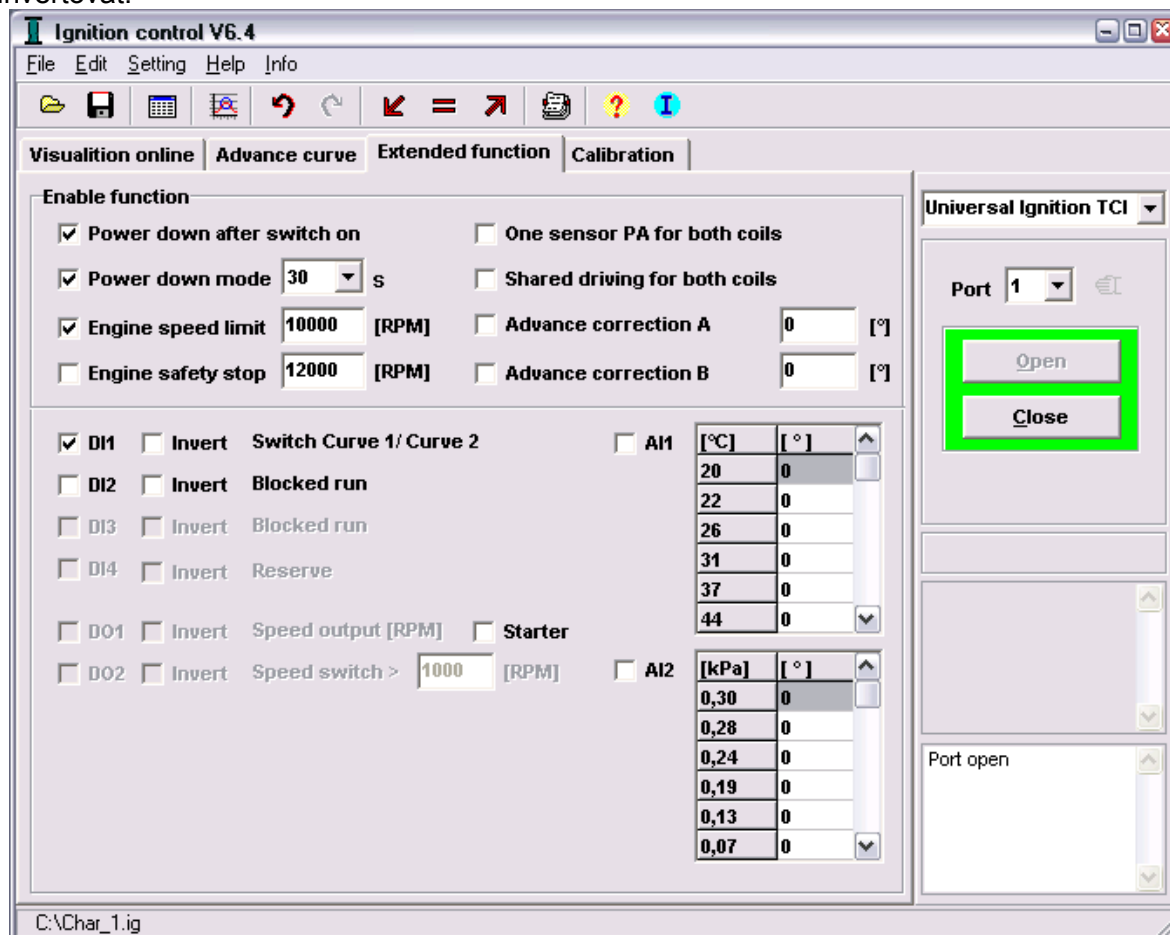 invertovat.
Ignition control V6.4
File Edit Setting Help Info
Visualition online Advance curve Extended function Calibration
Enable function
Power down after switch on One sensor PA for both coils
Power down mode 30 s Shared driving for both coils
Engine speed limit 10000 [RPM] Advance correction A 0 [°]
Engine safety stop 12000 [RPM] Advance correction B 0 [°]
DI1 Invert Switch Curve 1/ Curve 2
DI2 Invert Blocked run
DI3 Invert Blocked run
DI4 Invert Reserve
DO1 Invert Speed output [RPM] Starter
DO2 Invert Speed switch > 1000 [RPM]
AI1 [°C] [ ° ]
20 0
22 0
26 0
31 0
37 0
44 0
AI2 [kPa] [ ° ]
0,30 0
0,28 0
0,24 0
0,19 0
0,13 0
0,07 0
Universal Ignition TCI
Port 1
Open
Close
Port open
C:\Char_1.ig